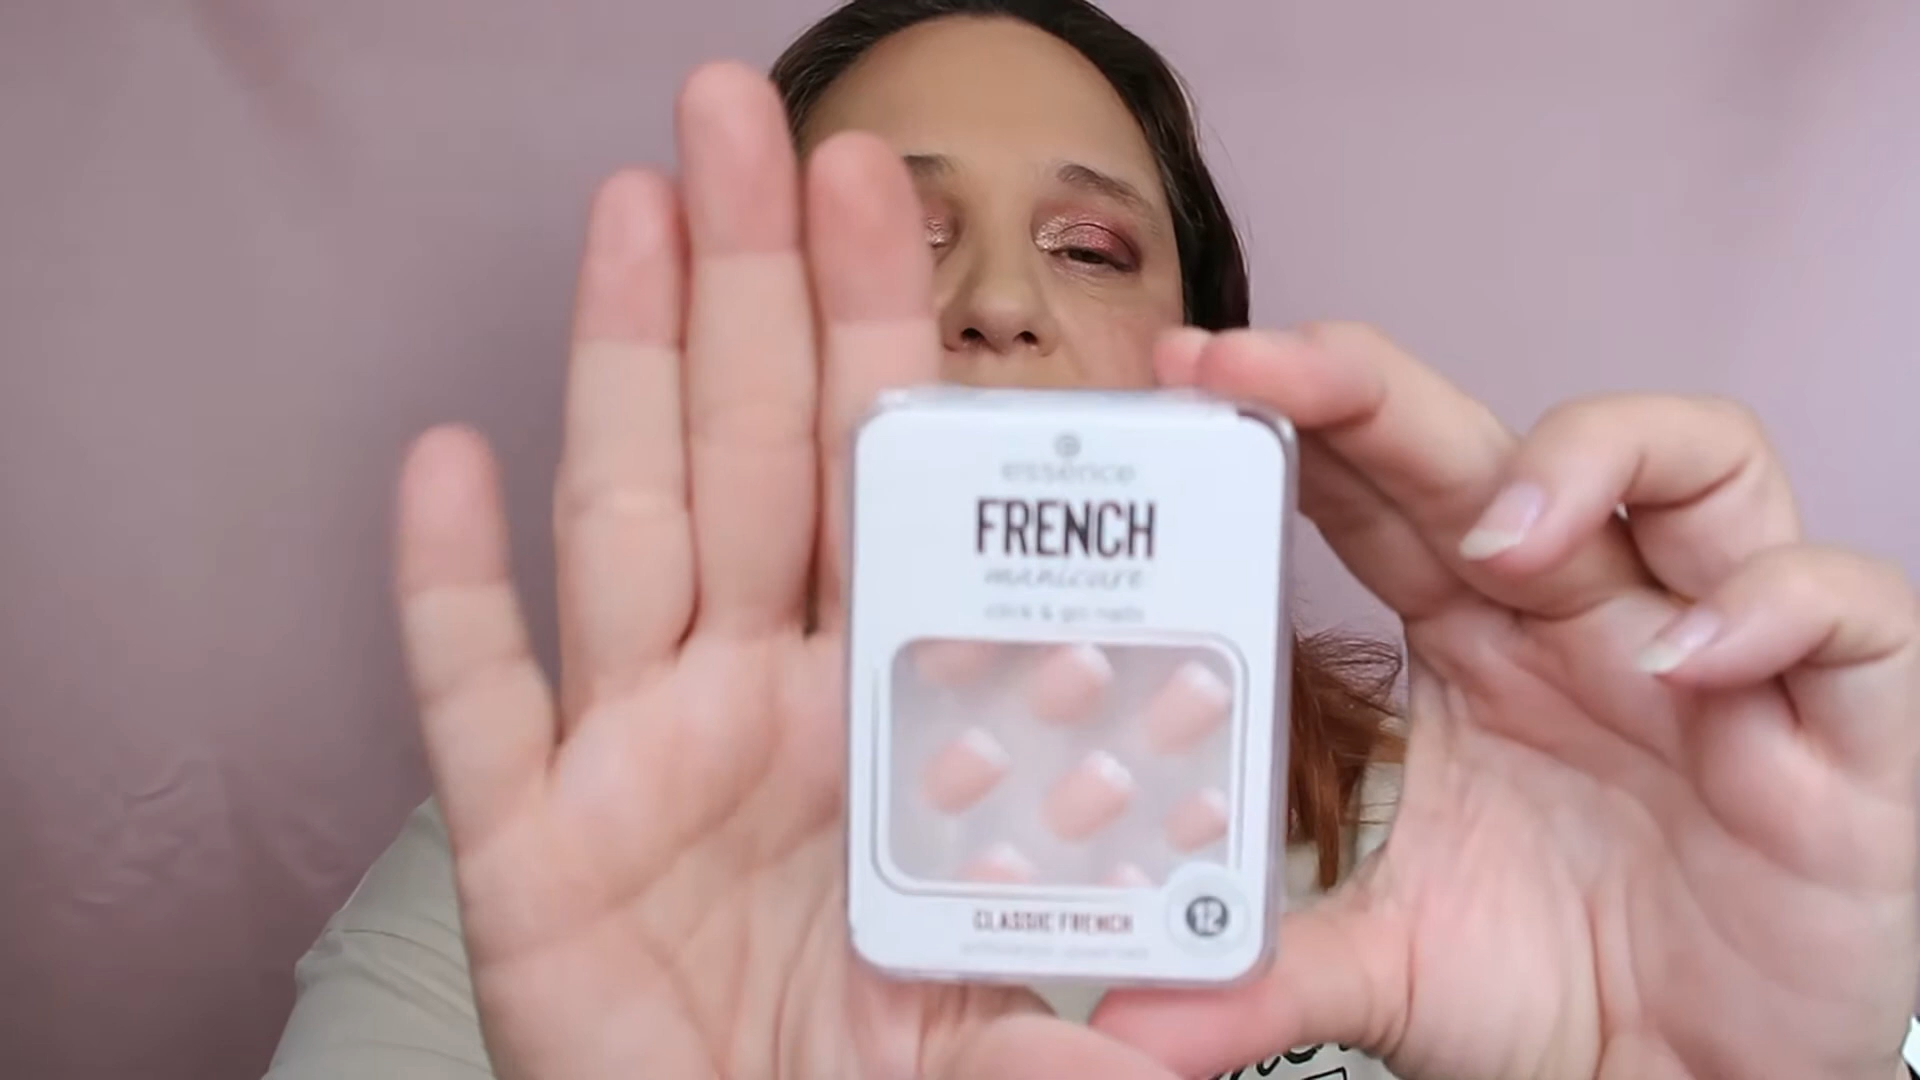 essence
FRENCH
manicure
click & go nails
CLASSIC FRENCH
12